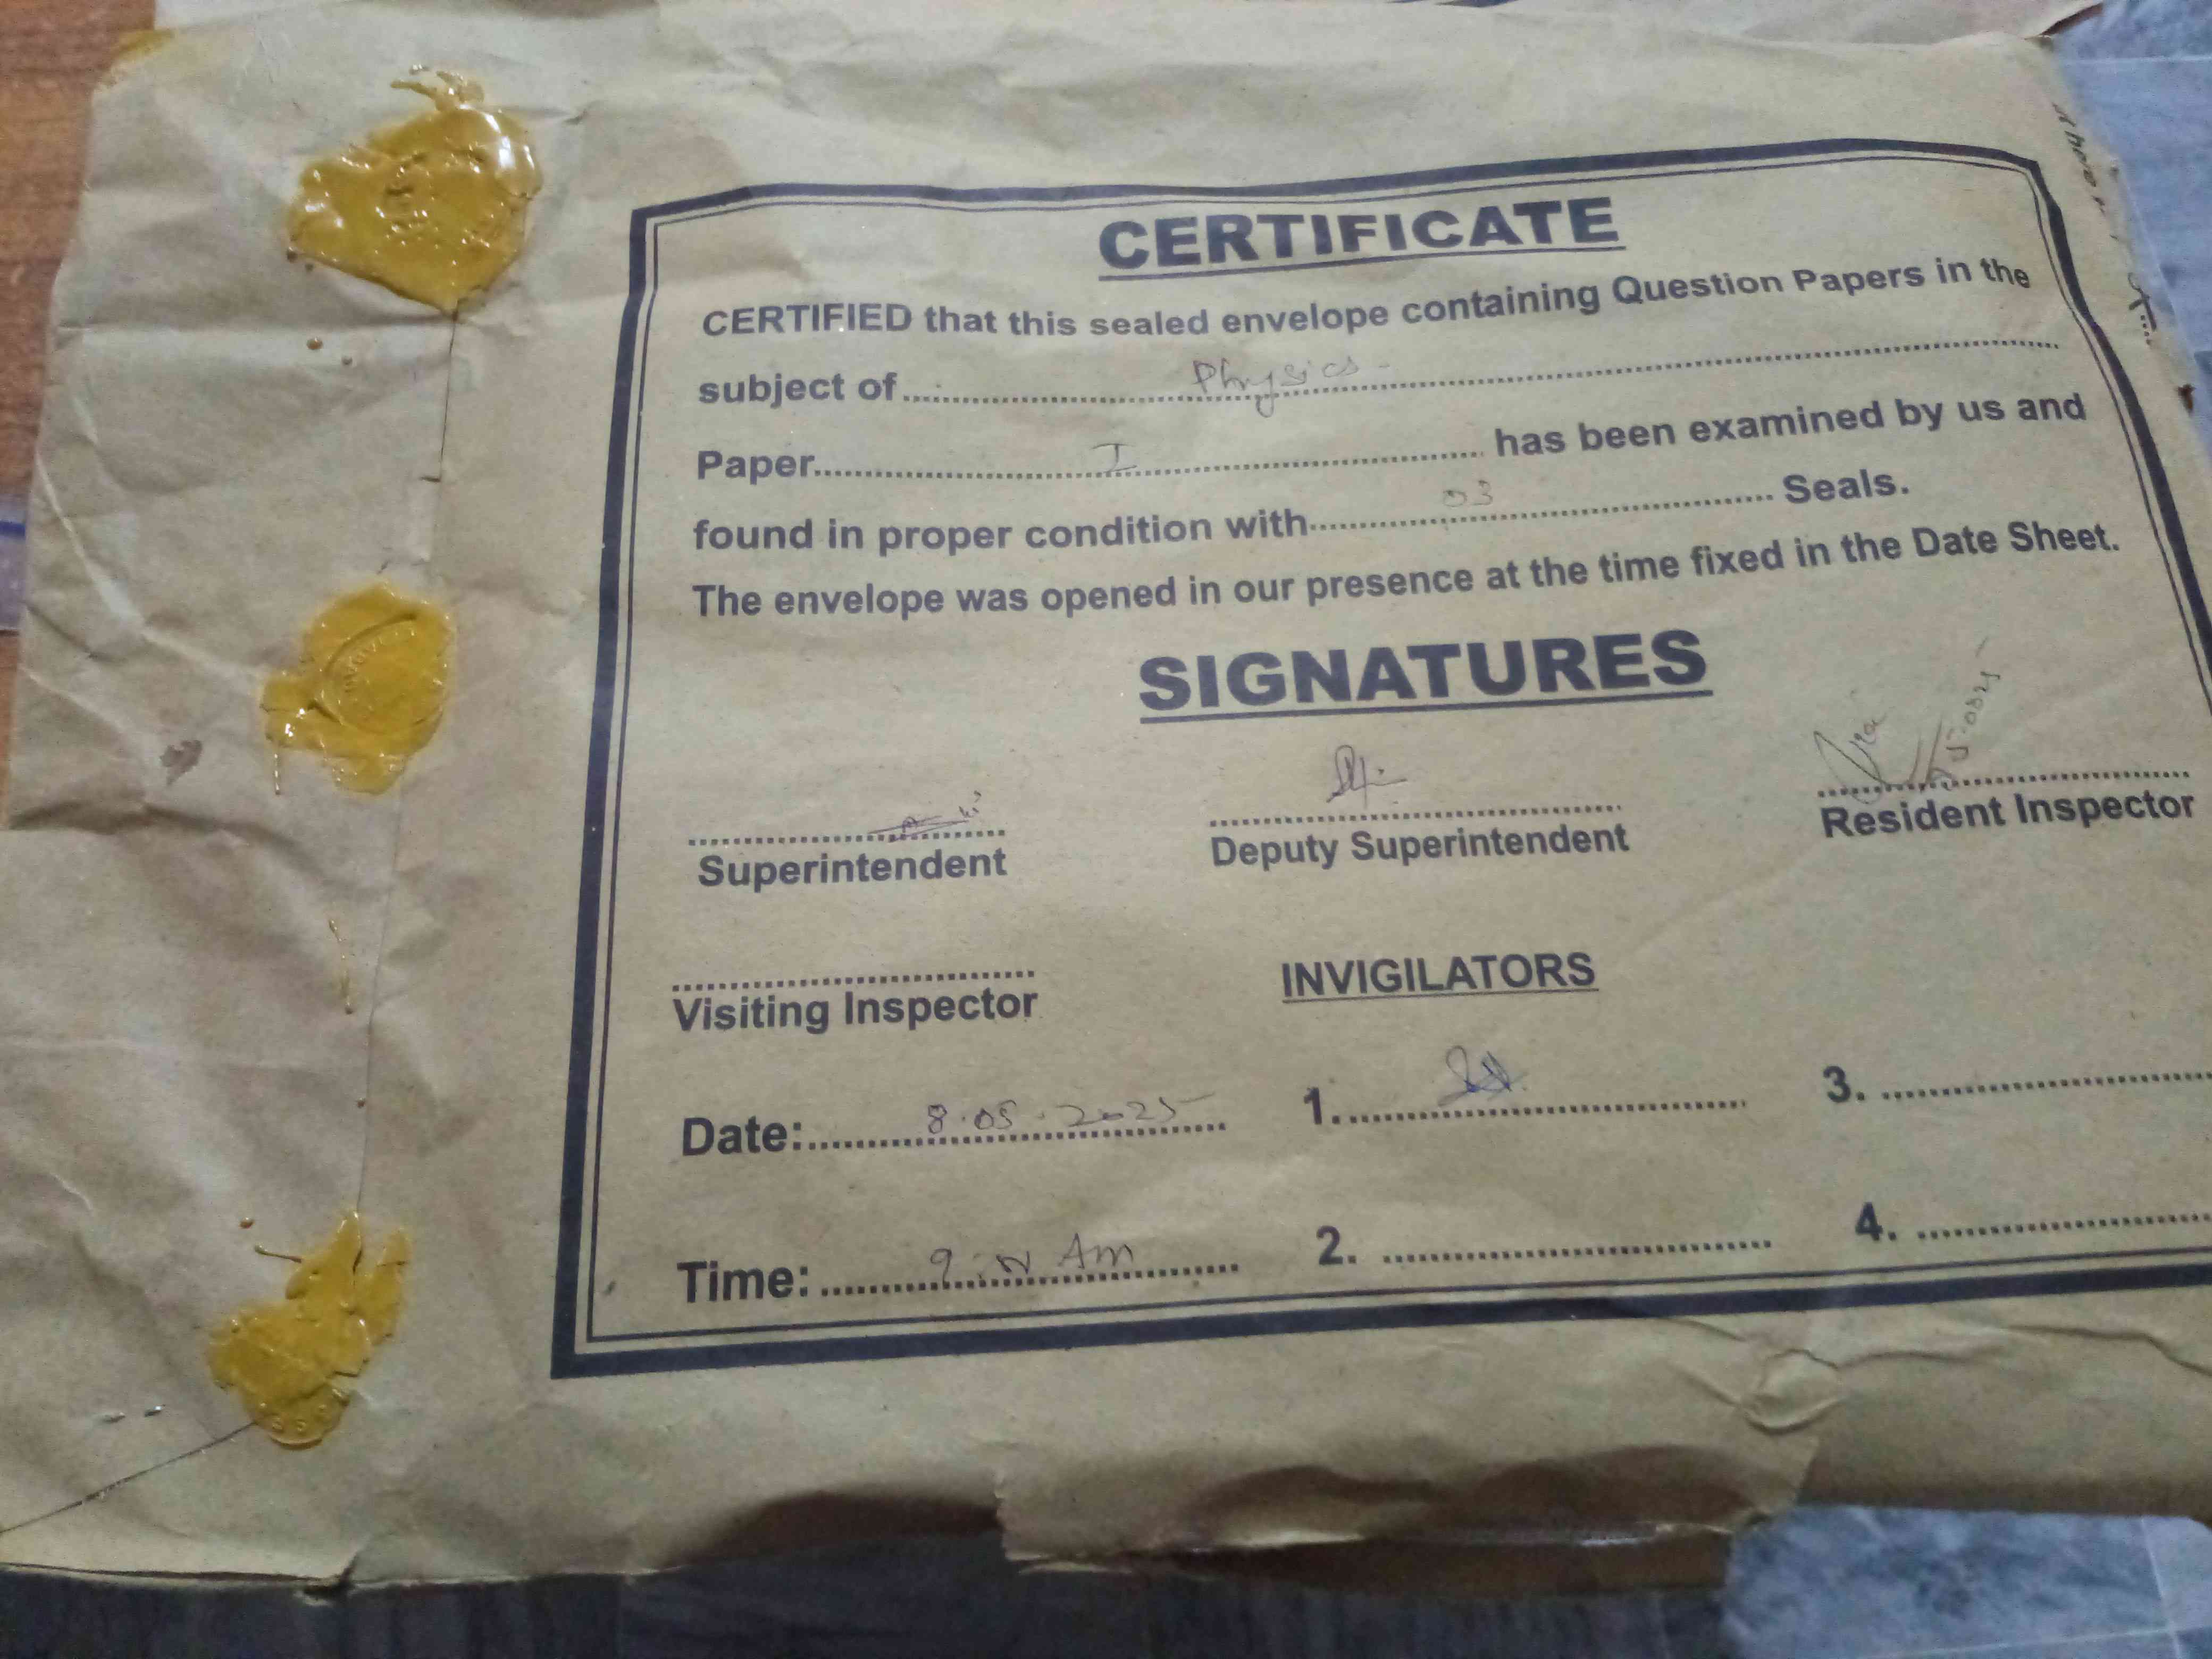 CERTIFICATE
CERTIFIED that this sealed envelope containing Question Papers in the
subject of Physics
Paper I has been examined by us and
found in proper condition with 03 Seals.
The envelope was opened in our presence at the time fixed in the Date Sheet.
SIGNATURES
Superintendent Deputy Superintendent Resident Inspector
Visiting Inspector INVIGILATORS
Date: 8.05.2025 1. 3.
Time: Am 2. 4.